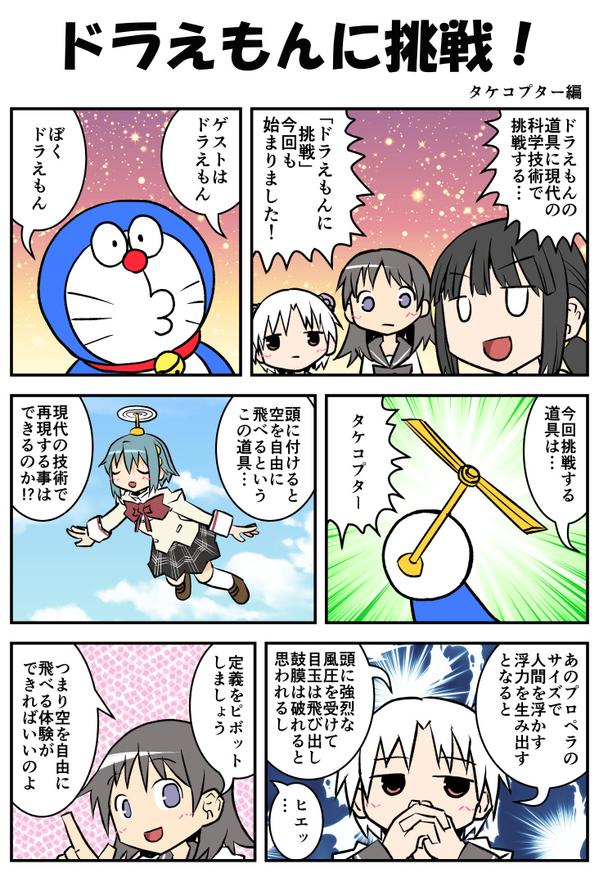 ドラえもんに挑戦！
タケコプター編
ドラえもんの
道具に現代の
科学技術で
挑戦する…
「ドラえもんに
挑戦」
今回も
始まりました！
ゲストは
ドラえもん
ぼく
ドラえもん
今回挑戦する
道具は…
タケコプター
頭に付けると
空を自由に
飛べるという
この道具…
現代の技術で
再現する事は
できるのか!?
あのプロペラの
サイズで
人間を浮かす
浮力を生み出す
となると
頭に強烈な
風圧を受けて
目玉は飛び出し
鼓膜は破れると
思われるし
ヒエッ
…
定義をピボット
しましょう
つまり空を自由に
飛べる体験が
できればいいのよ